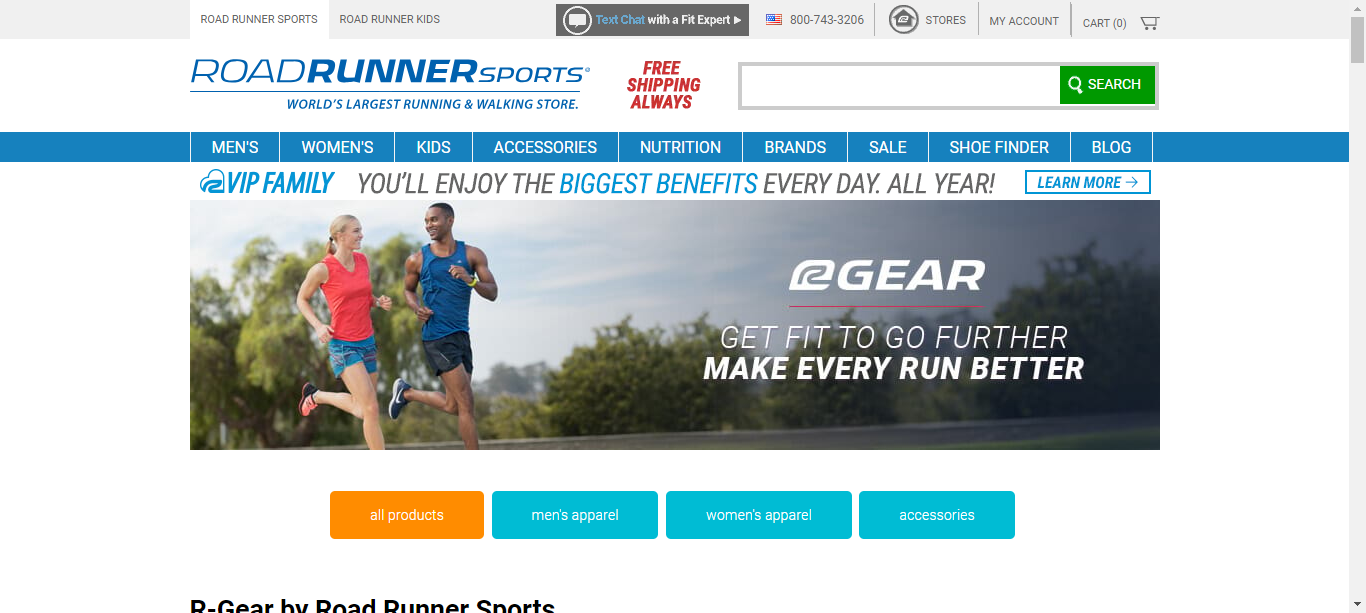 ROAD RUNNER SPORTS
ROAD RUNNER KIDS
Text Chat with a Fit Expert
800-743-3206
STORES
MY ACCOUNT
CART (0)
ROADRUNNERSPORTS®
WORLD'S LARGEST RUNNING & WALKING STORE.
FREE
SHIPPING
ALWAYS
SEARCH
MEN'S
WOMEN'S
KIDS
ACCESSORIES
NUTRITION
BRANDS
SALE
SHOE FINDER
BLOG
VIP FAMILY
YOU'LL ENJOY THE BIGGEST BENEFITS EVERY DAY. ALL YEAR!
LEARN MORE →
GEAR
GET FIT TO GO FURTHER
MAKE EVERY RUN BETTER
all products
men's apparel
women's apparel
accessories
R-Gear by Road Runner Sports